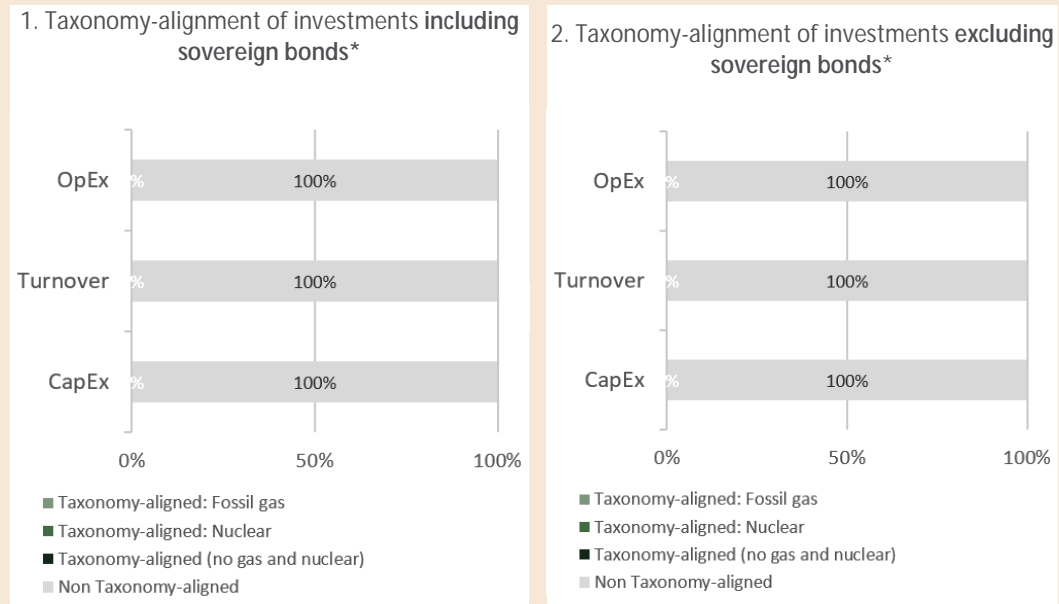 1. Taxonomy-alignment of investments including
sovereign bonds*
OpEx
%
100%
Turnover
%
100%
CapEx
%
100%
0%
50%
100%
Taxonomy-aligned: Fossil gas
Taxonomy-aligned: Nuclear
Taxonomy-aligned (no gas and nuclear)
Non Taxonomy-aligned
2. Taxonomy-alignment of investments excluding
sovereign bonds*
OpEx
%
100%
Turnover
%
100%
CapEx
%
100%
0%
50%
100%
Taxonomy-aligned: Fossil gas
Taxonomy-aligned: Nuclear
Taxonomy-aligned (no gas and nuclear)
Non Taxonomy-aligned